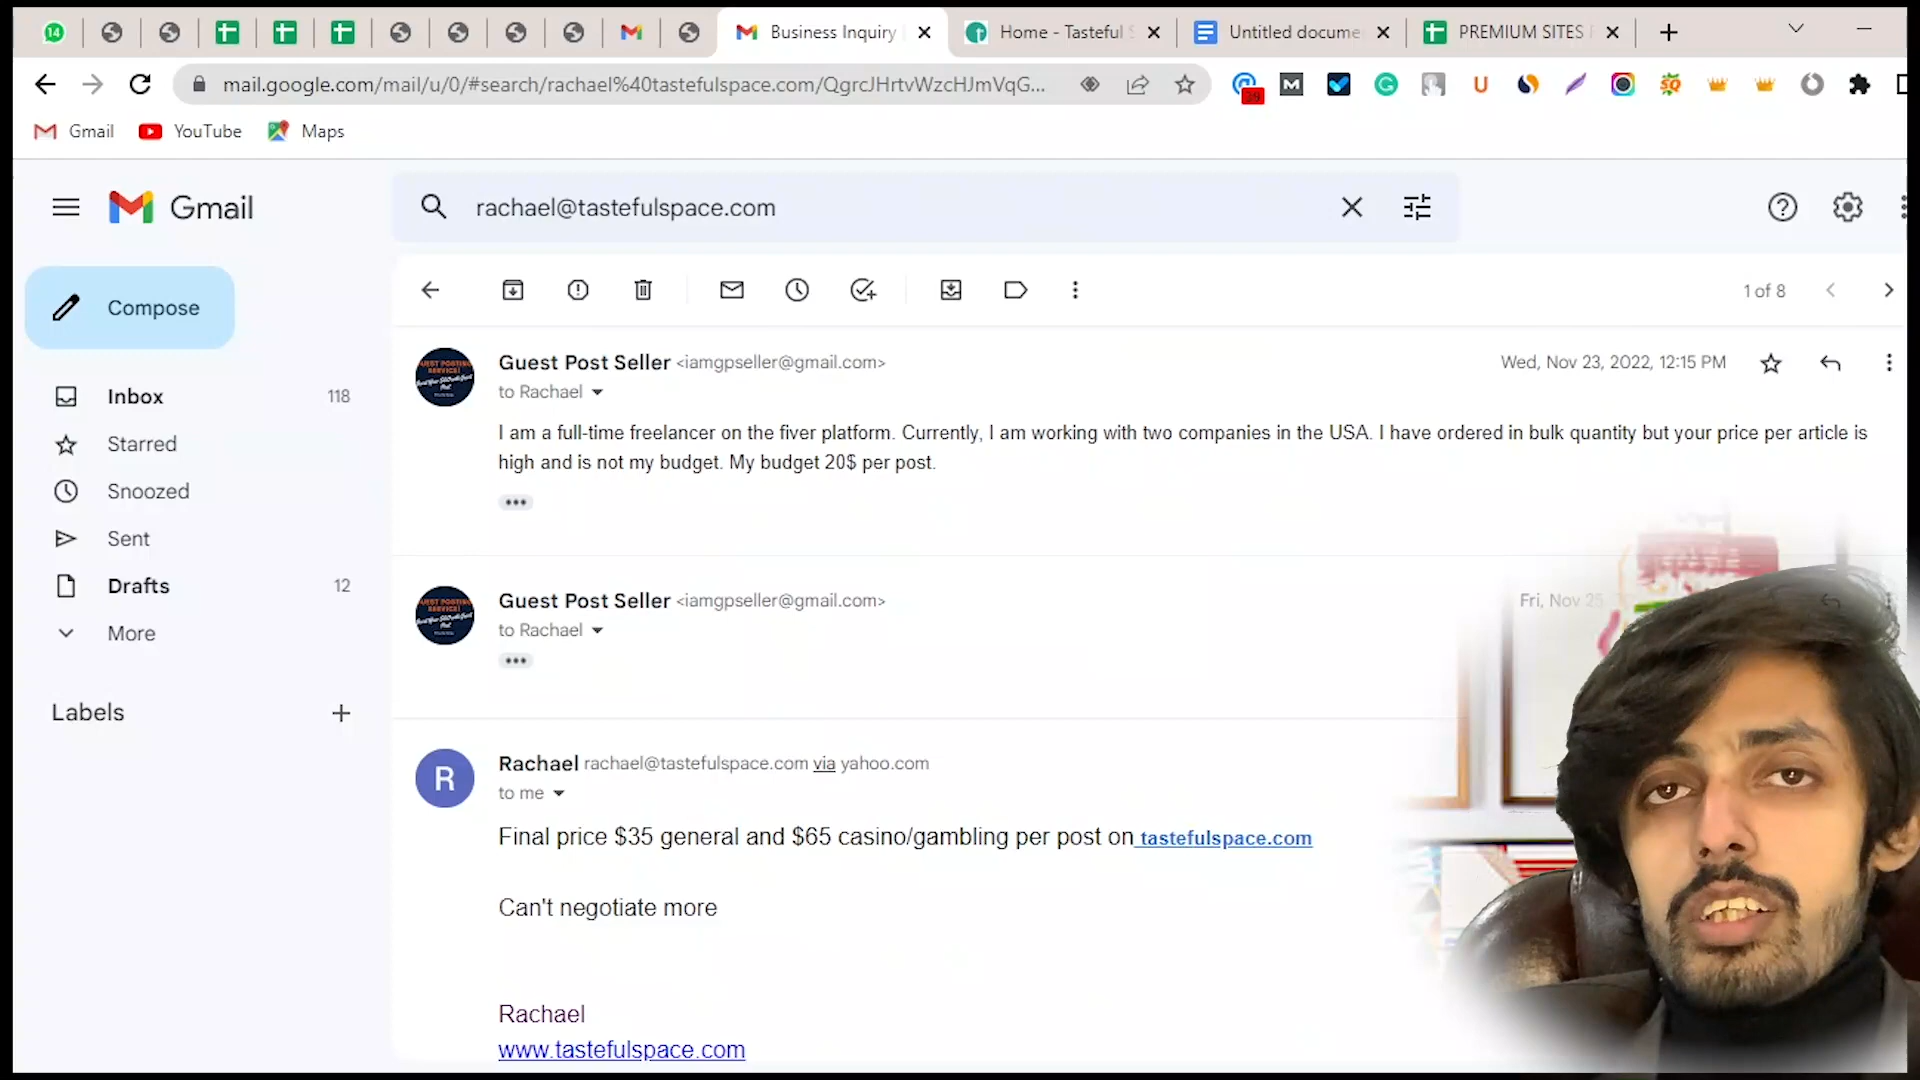 14
Business Inquiry
Home - Tasteful
Untitled docume
PREMIUM SITES
mail.google.com/mail/u/0/#search/rachael%40tastefulspace.com/QgrcJHrtvWzcHJmVqG...
39
Gmail
YouTube
Maps
Gmail
rachael@tastefulspace.com
Compose
1 of 8
Inbox 118
Starred
Snoozed
Sent
Drafts 12
More
Labels
Guest Post Seller <iamgpseller@gmail.com>
Wed, Nov 23, 2022, 12:15 PM
to Rachael
I am a full-time freelancer on the fiver platform. Currently, I am working with two companies in the USA. I have ordered in bulk quantity but your price per article is
high and is not my budget. My budget 20$ per post.
Guest Post Seller <iamgpseller@gmail.com>
Fri, Nov 25
to Rachael
R
Rachael rachael@tastefulspace.com via yahoo.com
to me
Final price $35 general and $65 casino/gambling per post on tastefulspace.com
Can't negotiate more
Rachael
www.tastefulspace.com